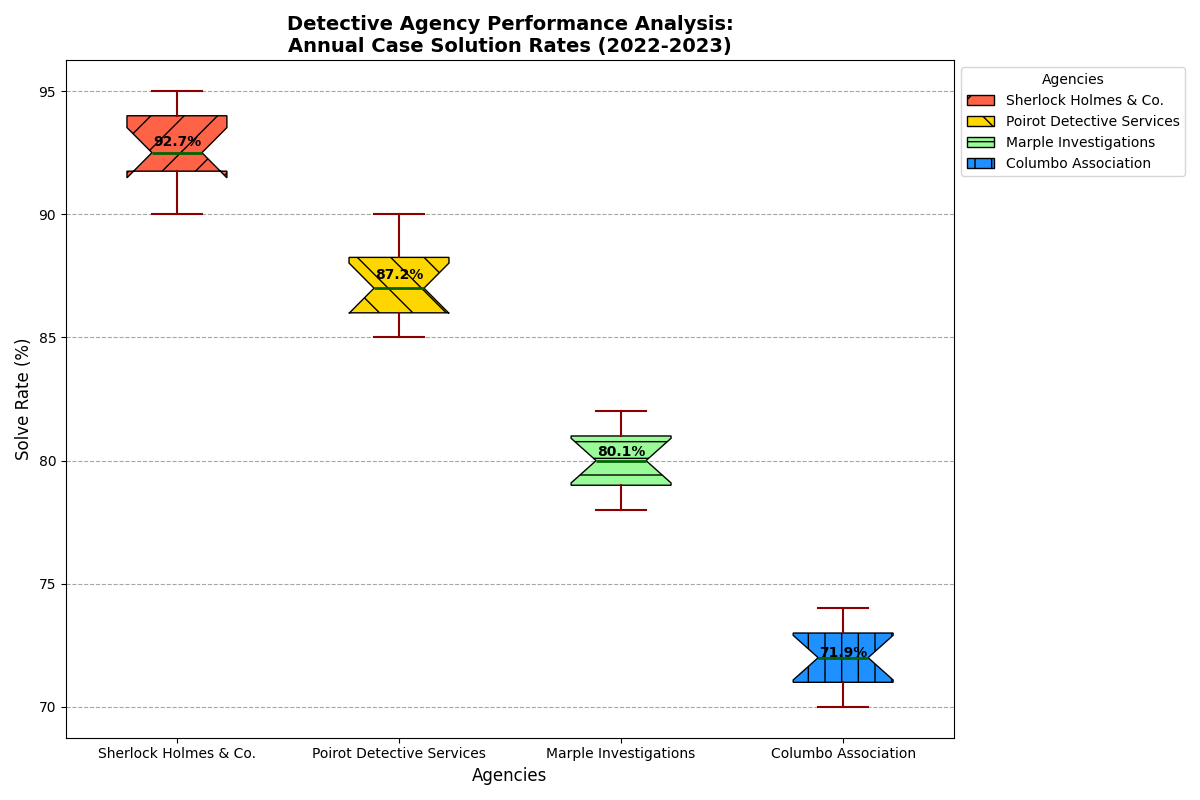 Detective Agency Performance Analysis:
Annual Case Solution Rates (2022-2023)
Agencies
Sherlock Holmes & Co.
Poirot Detective Services
Marple Investigations
Columbo Association
Solve Rate (%)
95
90
85
80
75
70
92.7%
87.2%
80.1%
71.9%
Sherlock Holmes & Co.
Poirot Detective Services
Marple Investigations
Columbo Association
Agencies